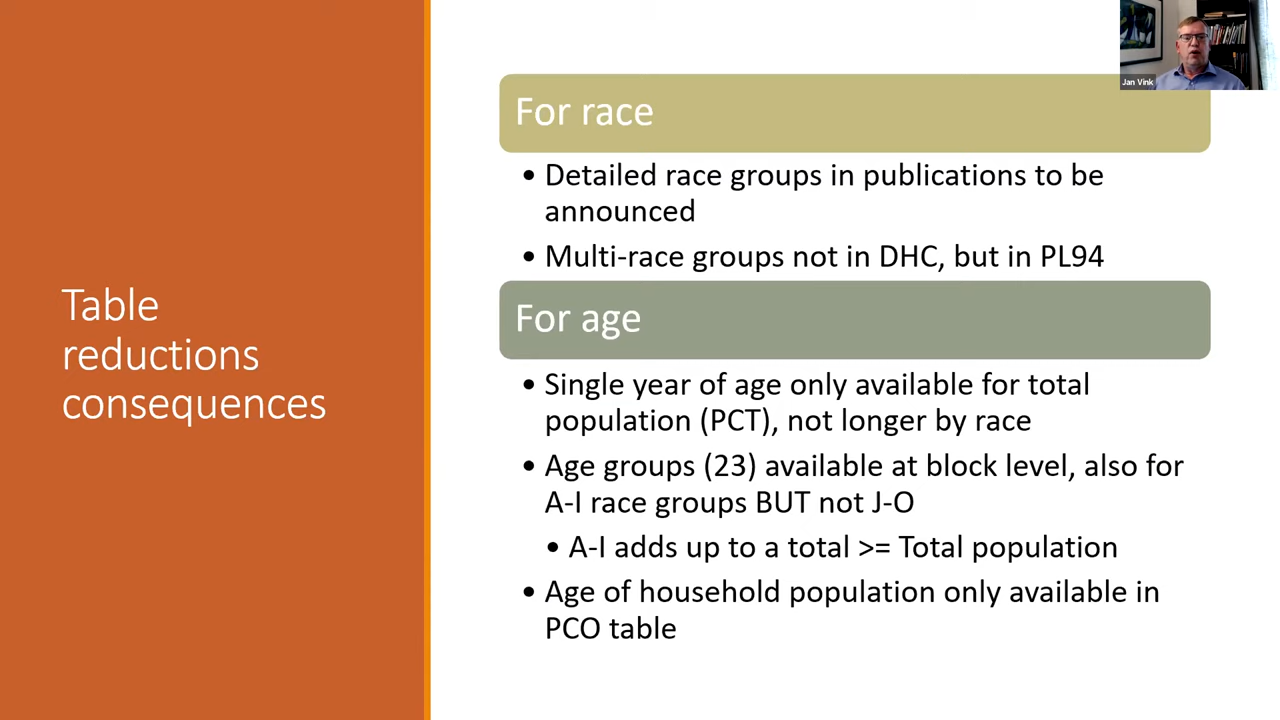 Table
reductions
consequences
For race
• Detailed race groups in publications to be
announced
• Multi-race groups not in DHC, but in PL94
For age
• Single year of age only available for total
population (PCT), not longer by race
• Age groups (23) available at block level, also for
A-I race groups BUT not J-O
• A-I adds up to a total >= Total population
• Age of household population only available in
PCO table
Jan Vink